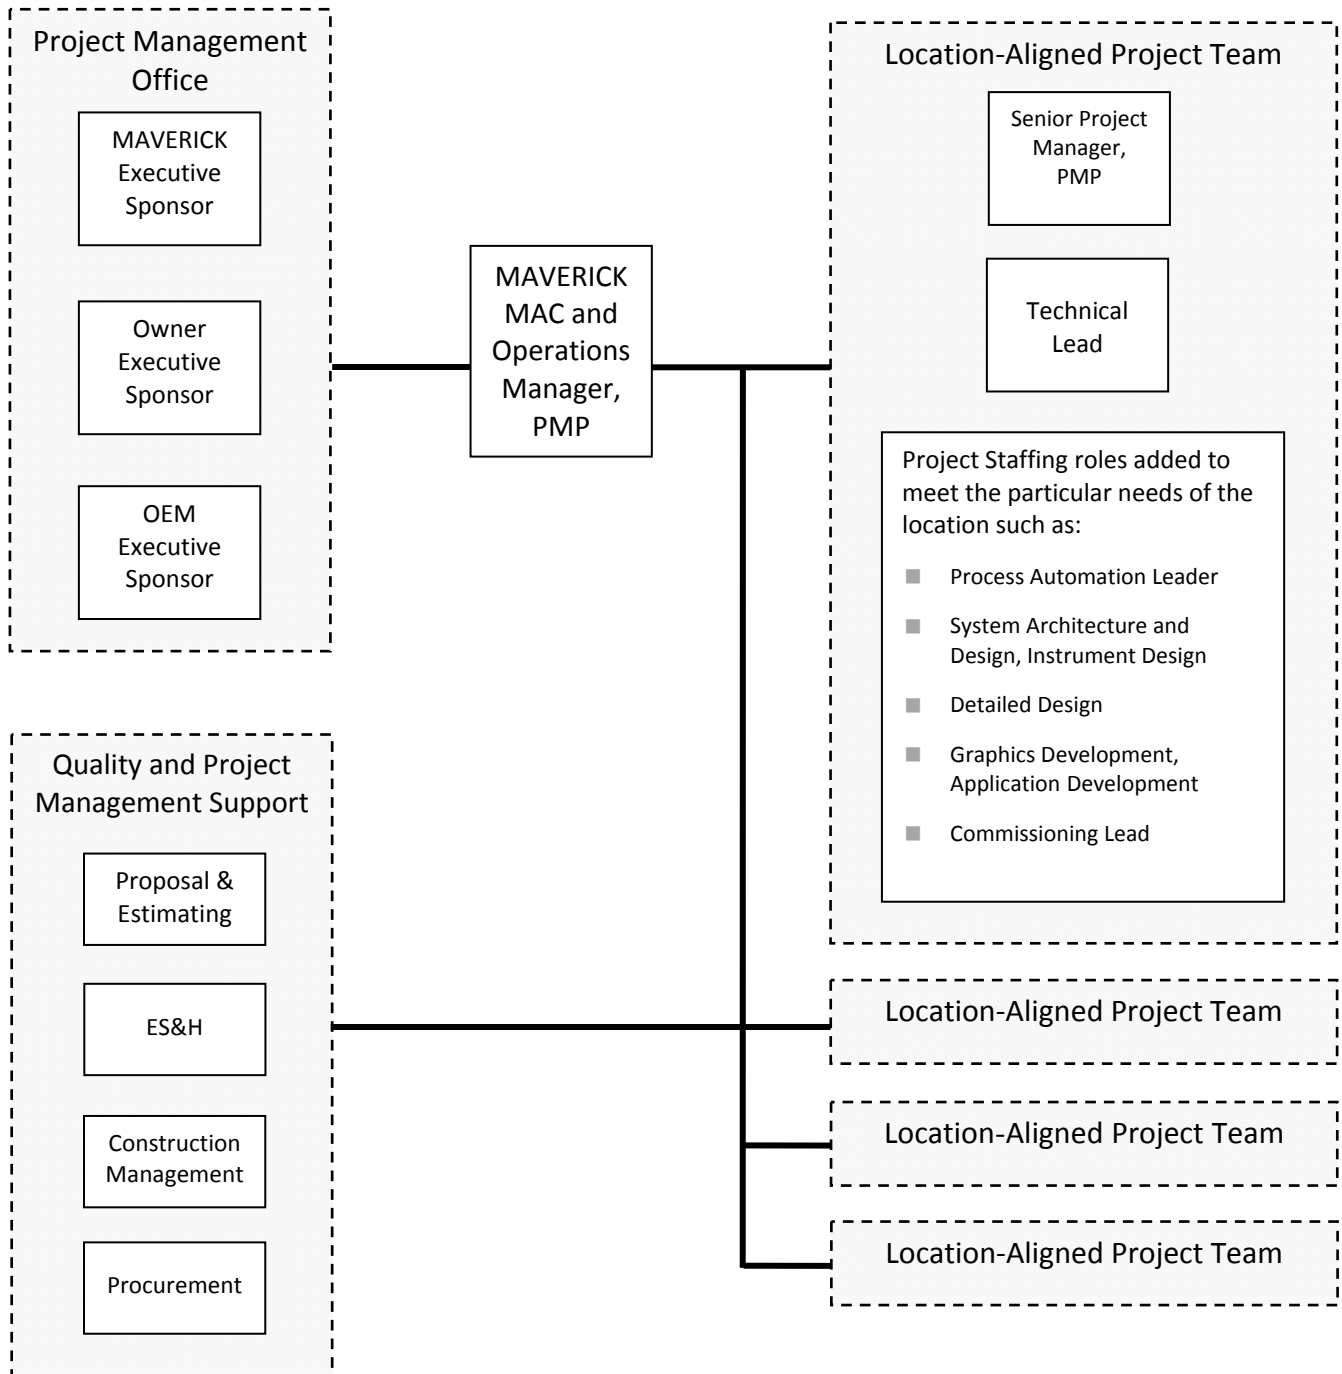 Project Management
Office
MAVERICK
Executive
Sponsor
Owner
Executive
Sponsor
OEM
Executive
Sponsor
MAVERICK
MAC and
Operations
Manager,
PMP
Location-Aligned Project Team
Senior Project
Manager,
PMP
Technical
Lead
Project Staffing roles added to
meet the particular needs of the
location such as:
Process Automation Leader
System Architecture and
Design, Instrument Design
Detailed Design
Graphics Development,
Application Development
Commissioning Lead
Quality and Project
Management Support
Proposal &
Estimating
ES&H
Construction
Management
Procurement
Location-Aligned Project Team
Location-Aligned Project Team
Location-Aligned Project Team